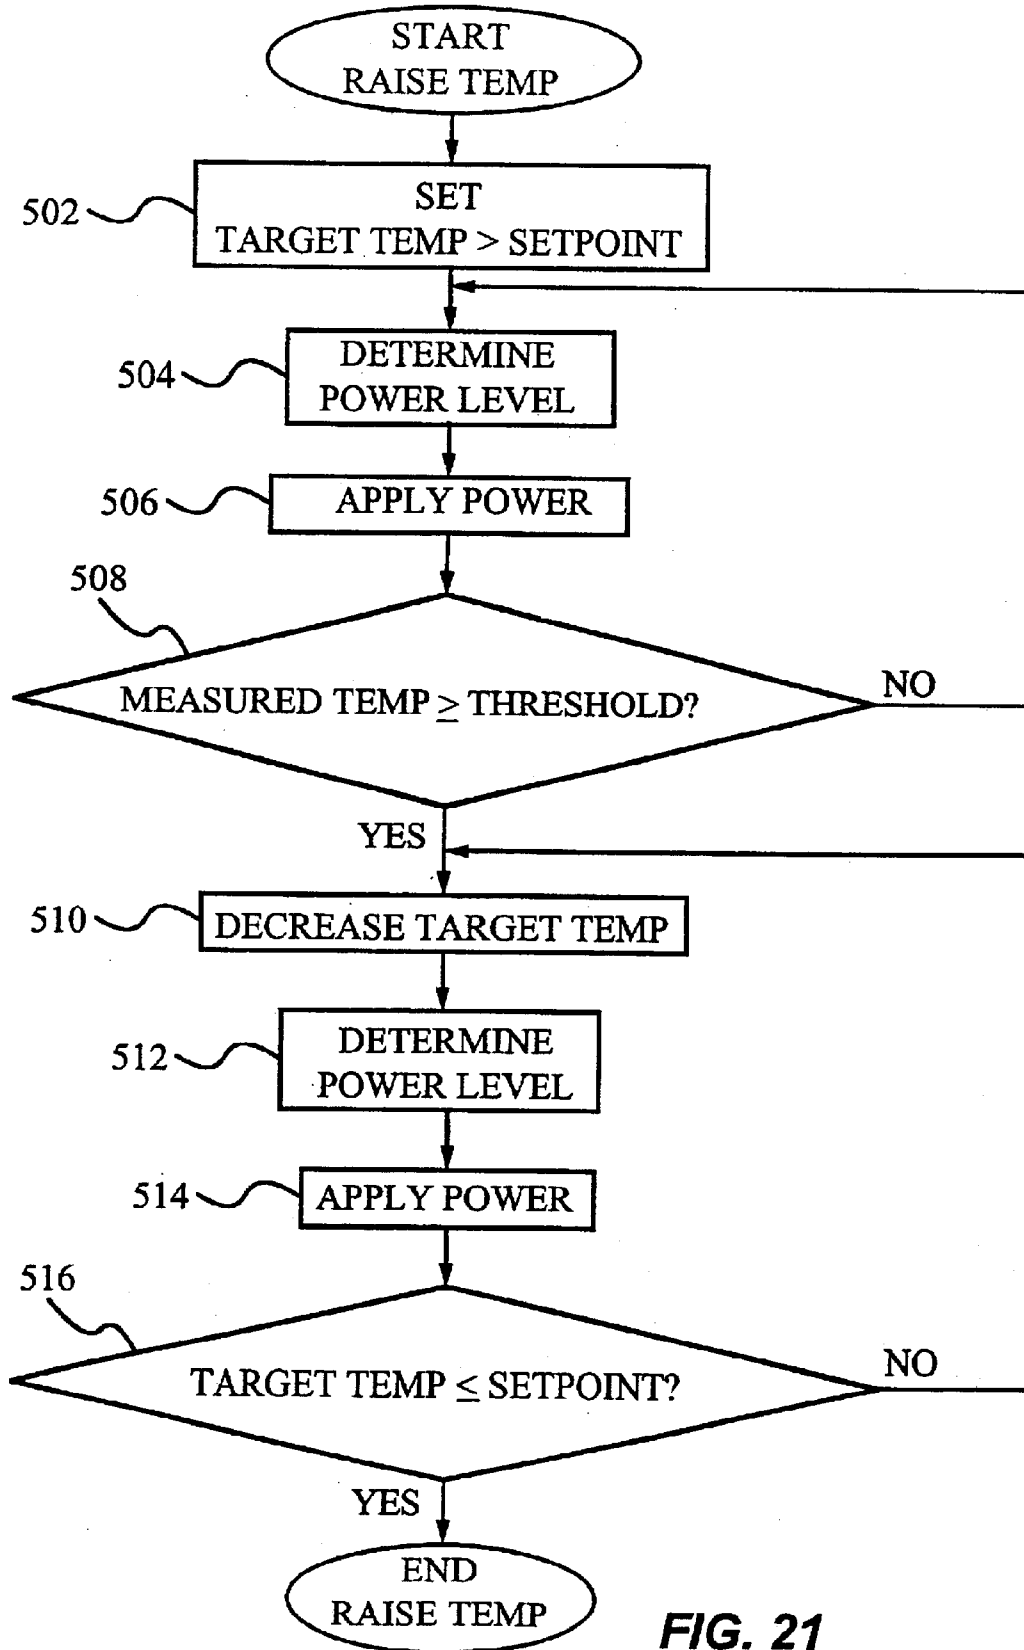 START
RAISE TEMP
502
SET
TARGET TEMP > SETPOINT
504
DETERMINE
POWER LEVEL
506
APPLY POWER
508
MEASURED TEMP ≥ THRESHOLD?
NO
YES
510
DECREASE TARGET TEMP
512
DETERMINE
POWER LEVEL
514
APPLY POWER
516
TARGET TEMP ≤ SETPOINT?
NO
YES
END
RAISE TEMP
FIG. 21